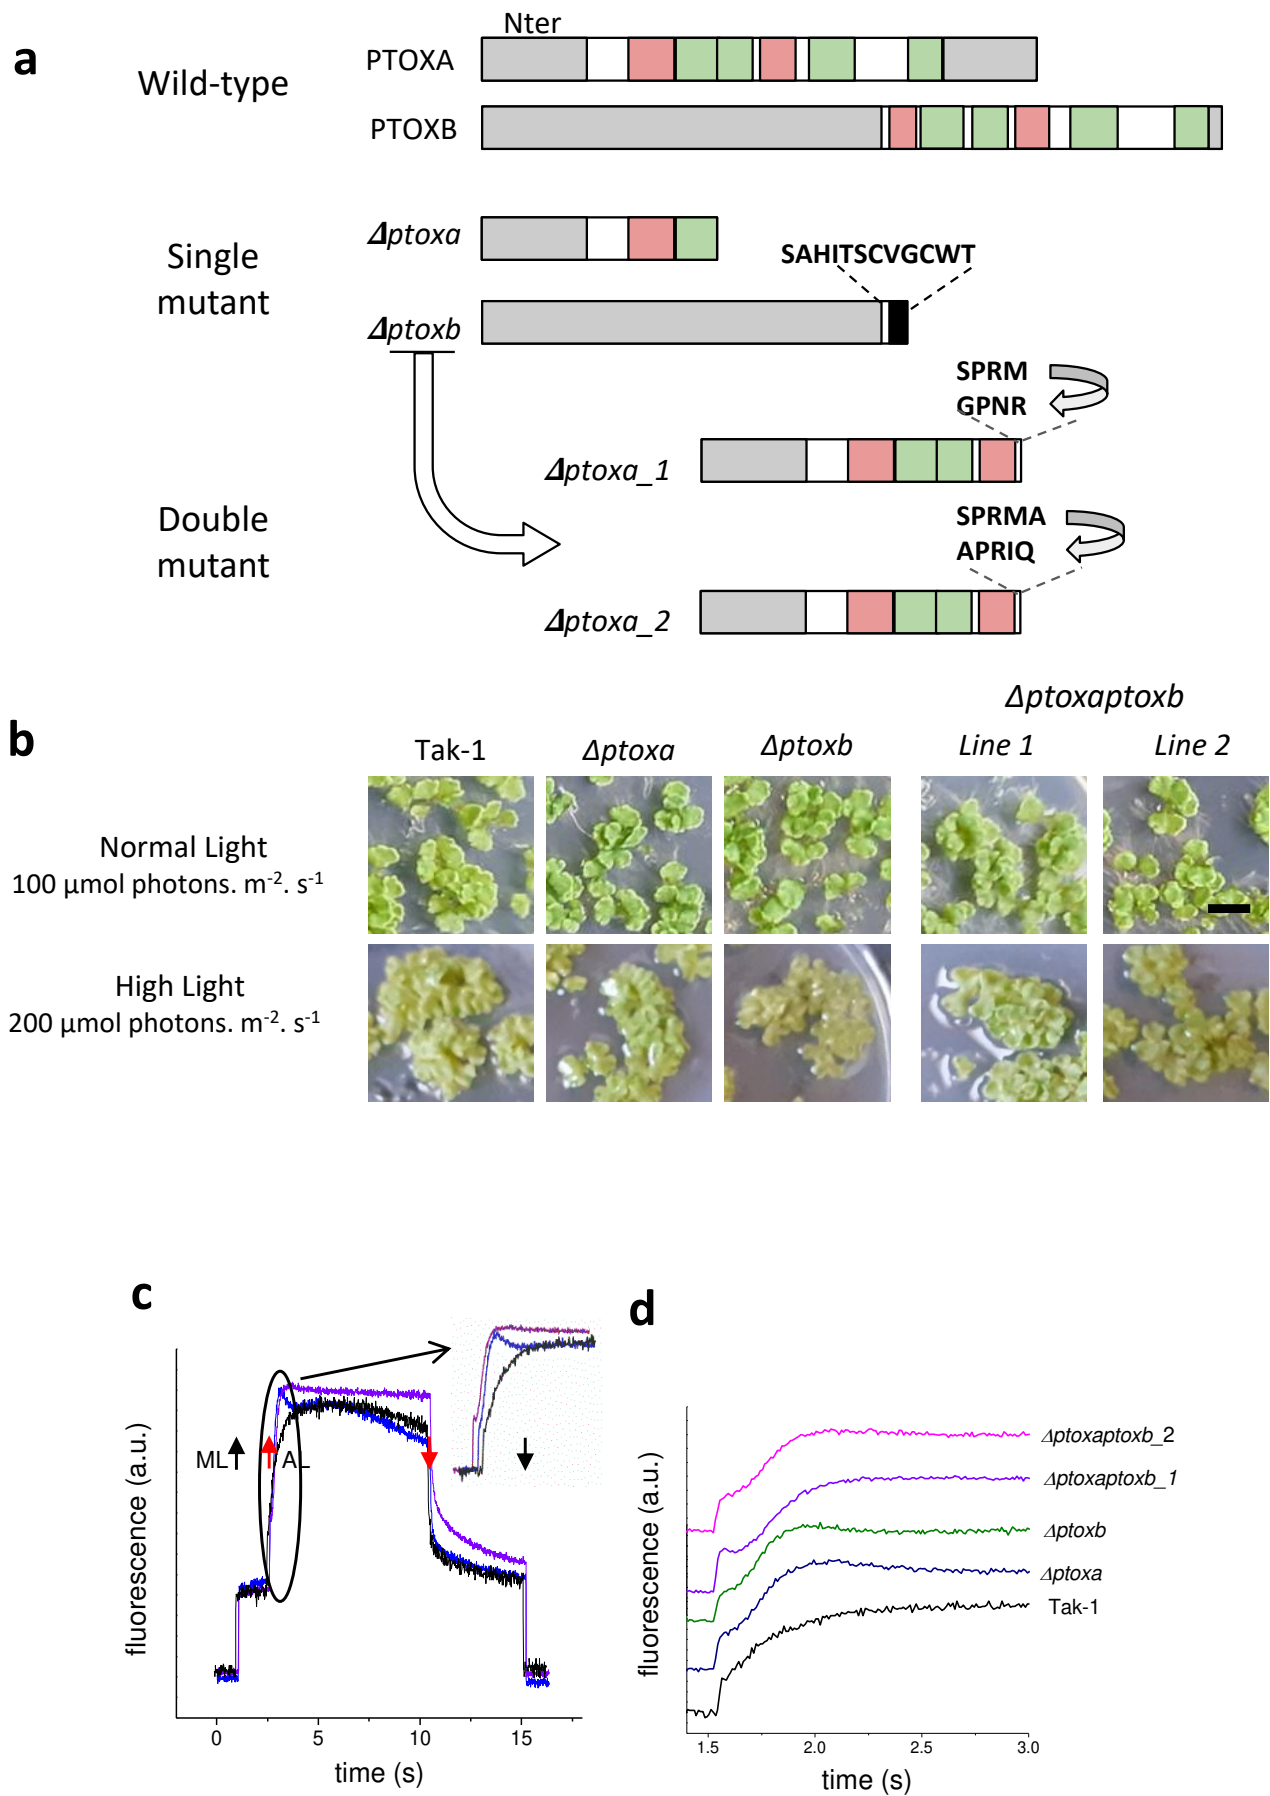 a
Nter
Wild-type
PTOXA
PTOXB
Single
mutant
Δptoxa
SAHITSCVGCWT
Δptoxb
SPRM
GPNR
Δptoxa_1
Double
mutant
SPRMA
APRIQ
Δptoxa_2
b
Δptoxaptoxb
Tak-1
Δptoxa
Δptoxb
Line 1
Line 2
Normal Light
100 µmol photons. m-2. s-1
High Light
200 µmol photons. m-2. s-1
c
fluorescence (a.u.)
ML
AL
0
5
10
15
time (s)
d
fluorescence (a.u.)
Δptoxaptoxb_2
Δptoxaptoxb_1
Δptoxb
Δptoxa
Tak-1
1.5
2.0
2.5
3.0
time (s)